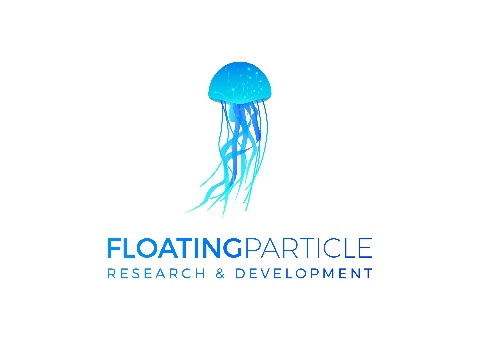 FLOATINGPARTICLE
RESEARCH & DEVELOPMENT